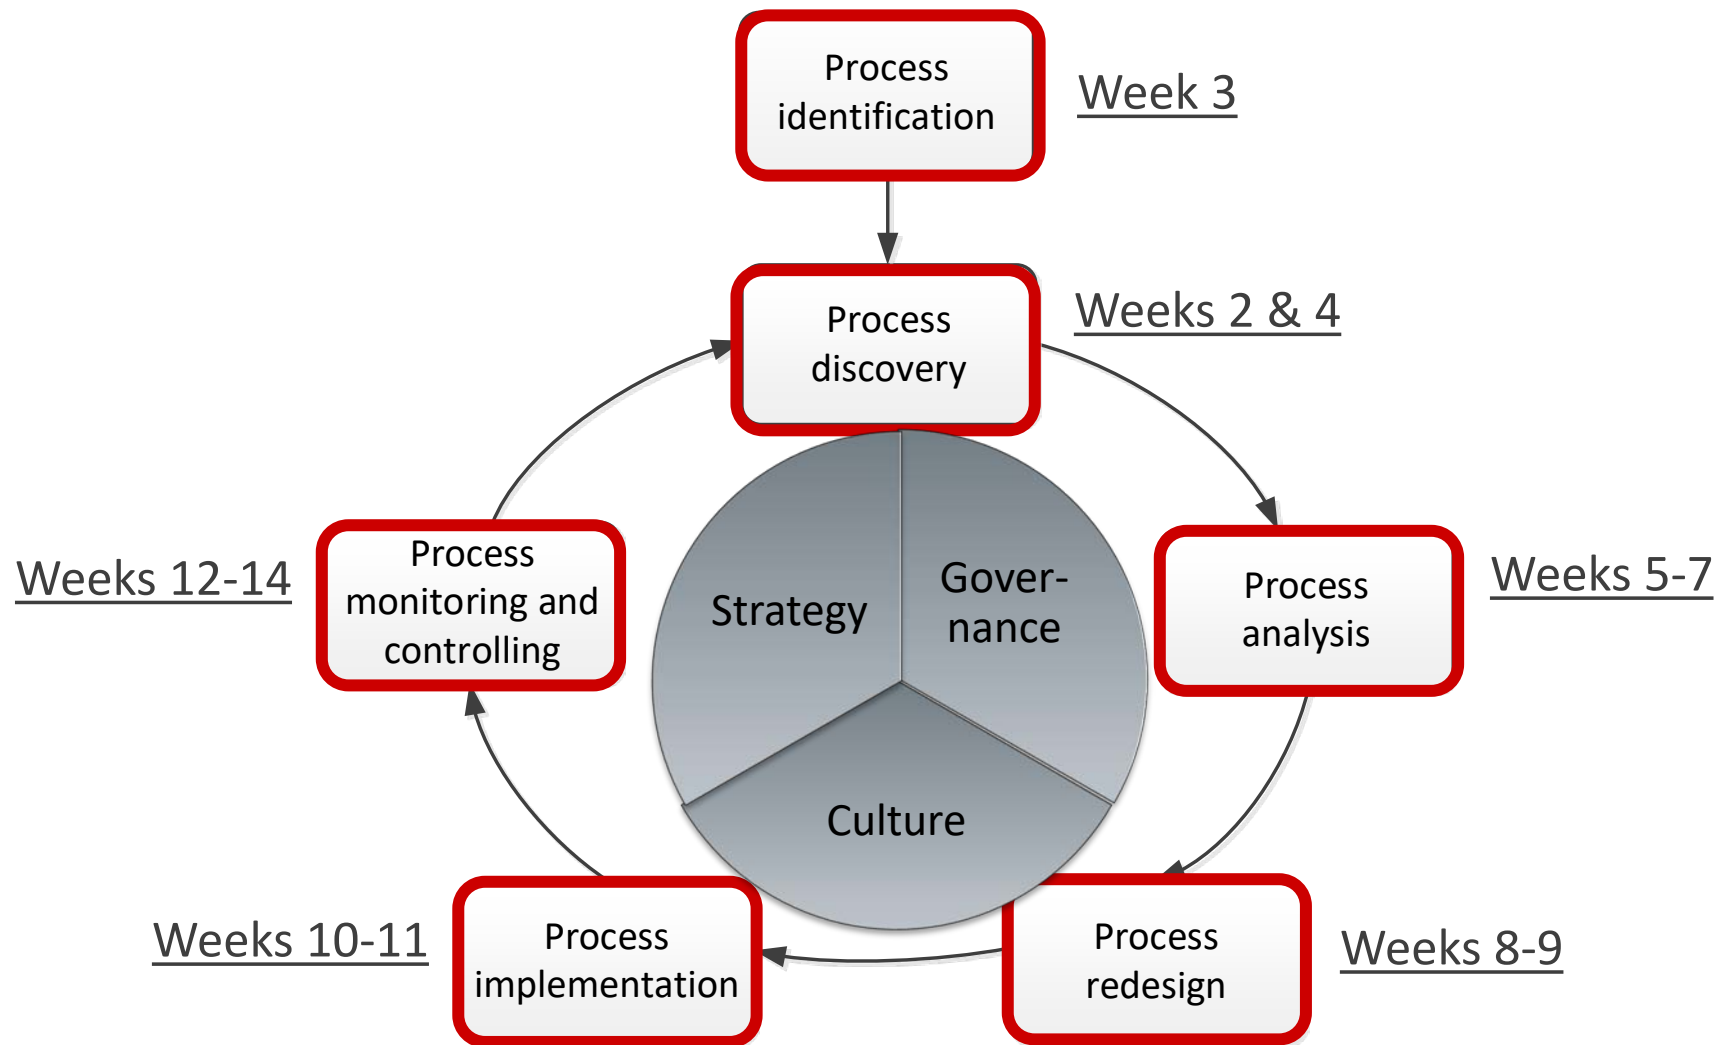 Process
identification
Week 3
Process
discovery
Weeks 2 & 4
Process
monitoring and
controlling
Weeks 12-14
Strategy
Gover-
nance
Process
analysis
Weeks 5-7
Culture
Weeks 10-11
Process
implementation
Process
redesign
Weeks 8-9